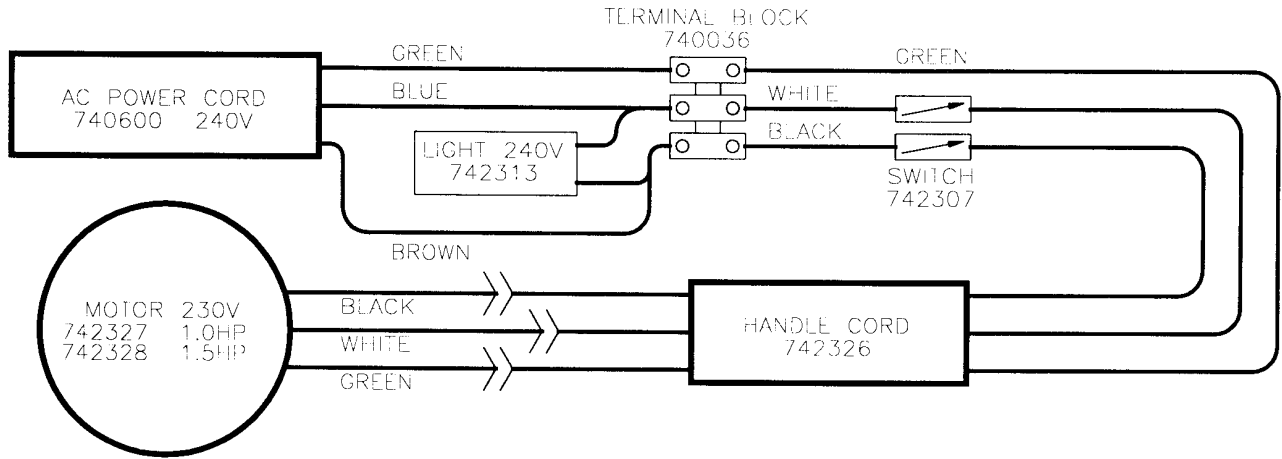 TERMINAL BLOCK
740036
GREEN
GREEN
AC POWER CORD
740600 240V
BLUE
WHITE
BLACK
LIGHT 240V
742313
SWITCH
742307
BROWN
MOTOR 230V
742327 1.0HP
742328 1.5HP
BLACK
WHITE
GREEN
HANDLE CORD
742326